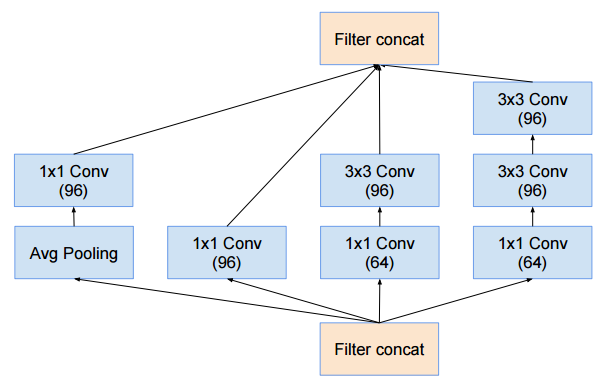 Filter concat
3x3 Conv
(96)
1x1 Conv
(96)
3x3 Conv
(96)
3x3 Conv
(96)
Avg Pooling
1x1 Conv
(96)
1x1 Conv
(64)
1x1 Conv
(64)
Filter concat